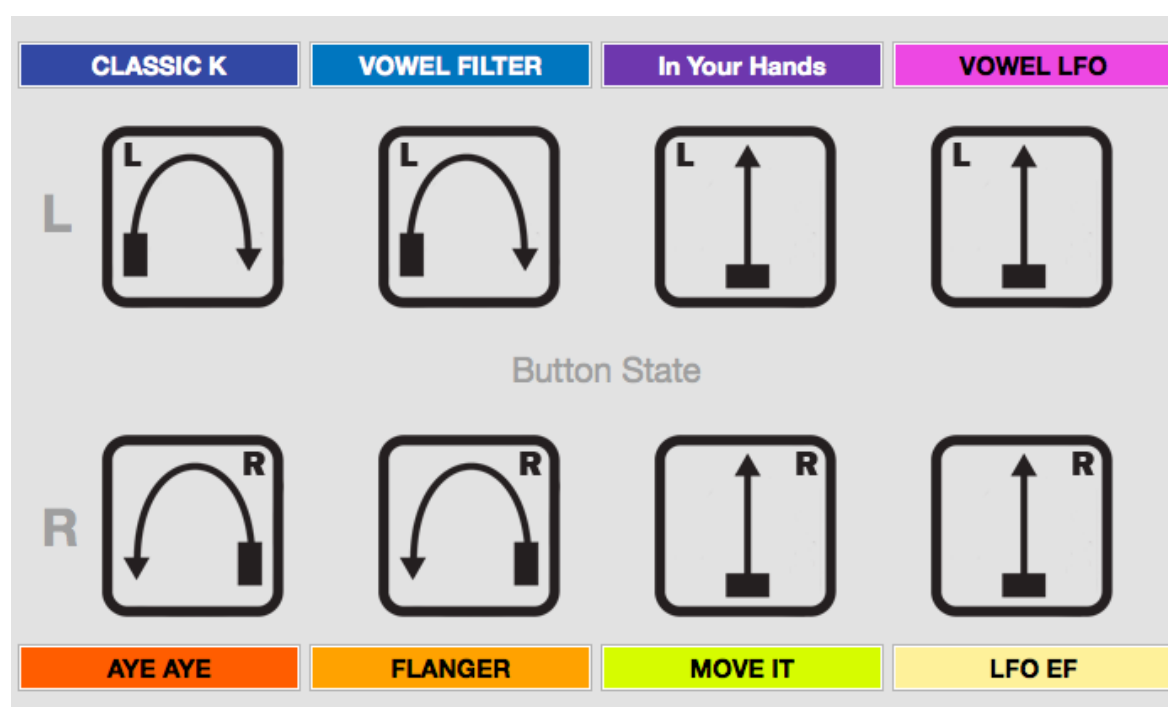 CLASSIC K VOWEL FILTER In Your Hands VOWEL LFO
L L L L
L
Button State
R R R R
R
AYE AYE FLANGER MOVE IT LFO EF